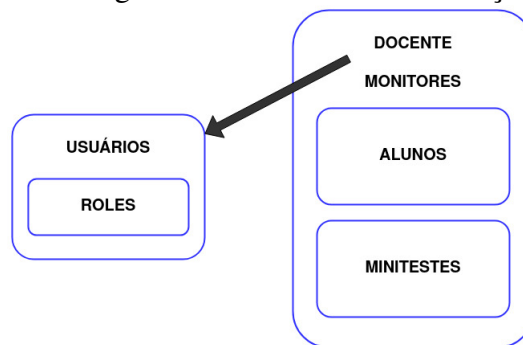 USUÁRIOS
ROLES
DOCENTE
MONITORES
ALUNOS
MINITESTES